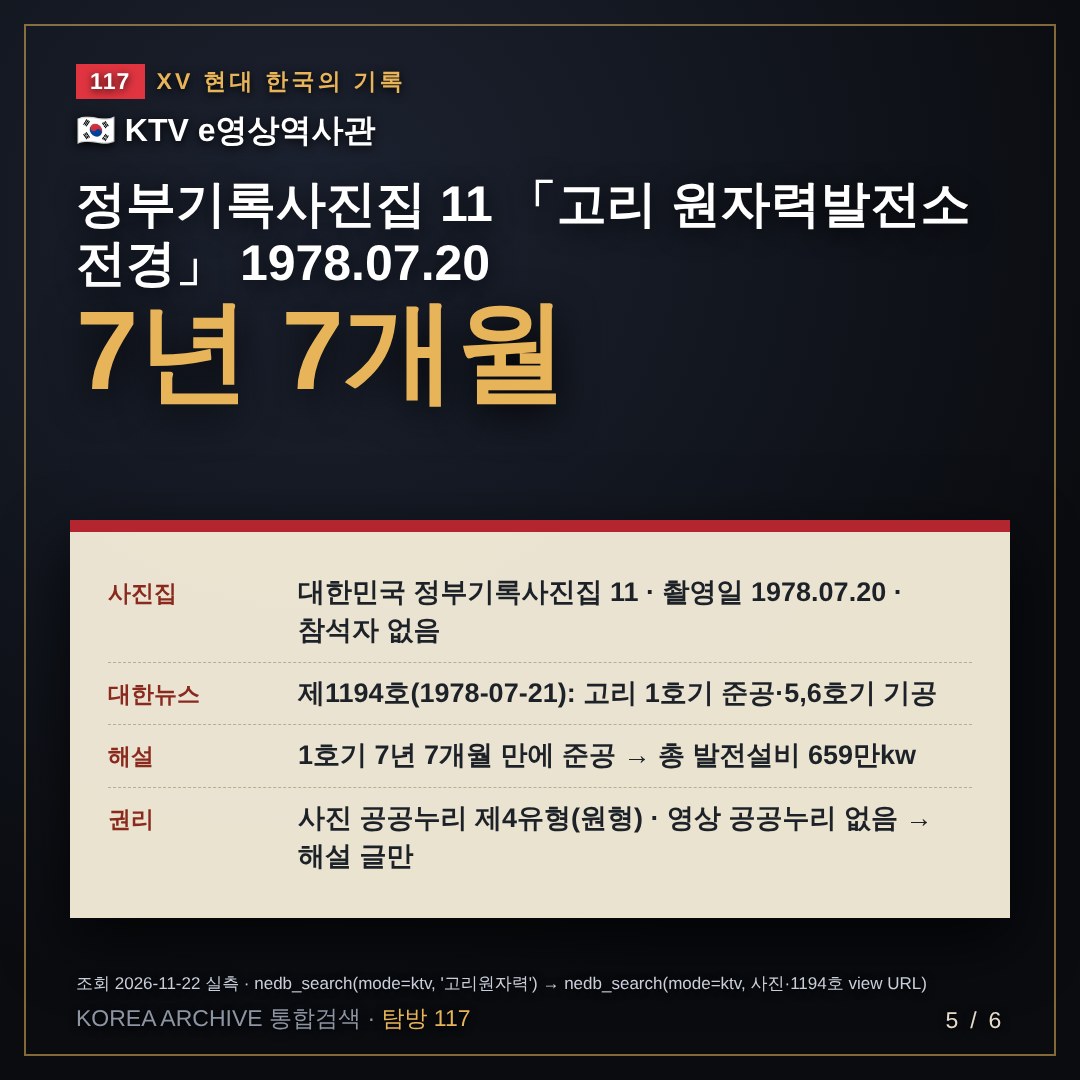 117 XV 현대 한국의 기록
🇰🇷 KTV e영상역사관
정부기록사진집 11 「고리 원자력발전소
전경」 1978.07.20
7년 7개월
사진집 대한민국 정부기록사진집 11 · 촬영일 1978.07.20 ·
참석자 없음
대한뉴스 제1194호(1978-07-21): 고리 1호기 준공·5,6호기 기공
해설 1호기 7년 7개월 만에 준공 → 총 발전설비 659만kw
권리 사진 공공누리 제4유형(원형) · 영상 공공누리 없음 →
해설 글만
조회 2026-11-22 실측 · nedb_search(mode=ktv, '고리원자력') → nedb_search(mode=ktv, 사진·1194호 view URL)
KOREA ARCHIVE 통합검색 · 탐방 117
5 / 6